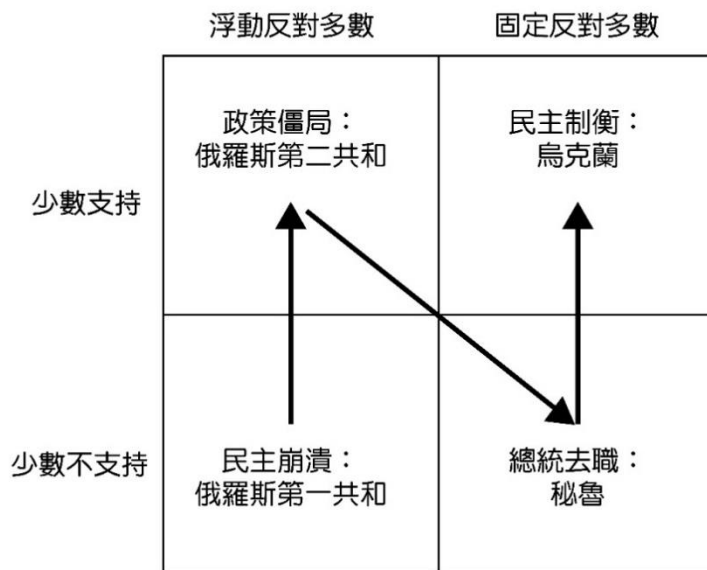 浮動反對多數
固定反對多數
政策僵局：
俄羅斯第二共和
民主制衡：
烏克蘭
少數支持
少數不支持
民主崩潰：
俄羅斯第一共和
總統去職：
秘魯